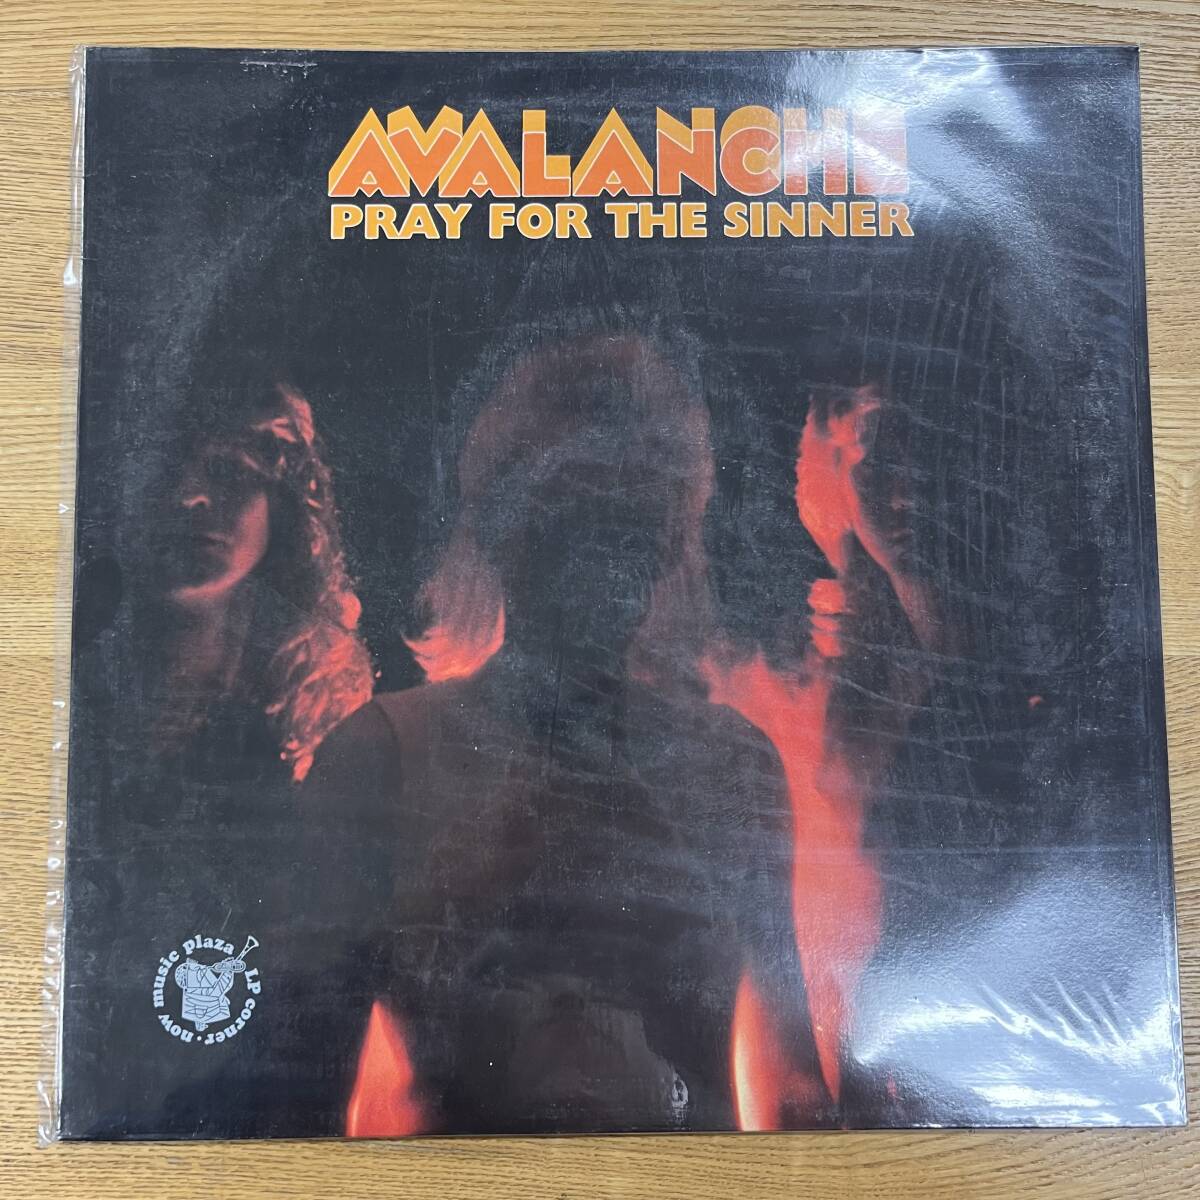 AVALANCHE
PRAY FOR THE SINNER
now music plaza LP corner.